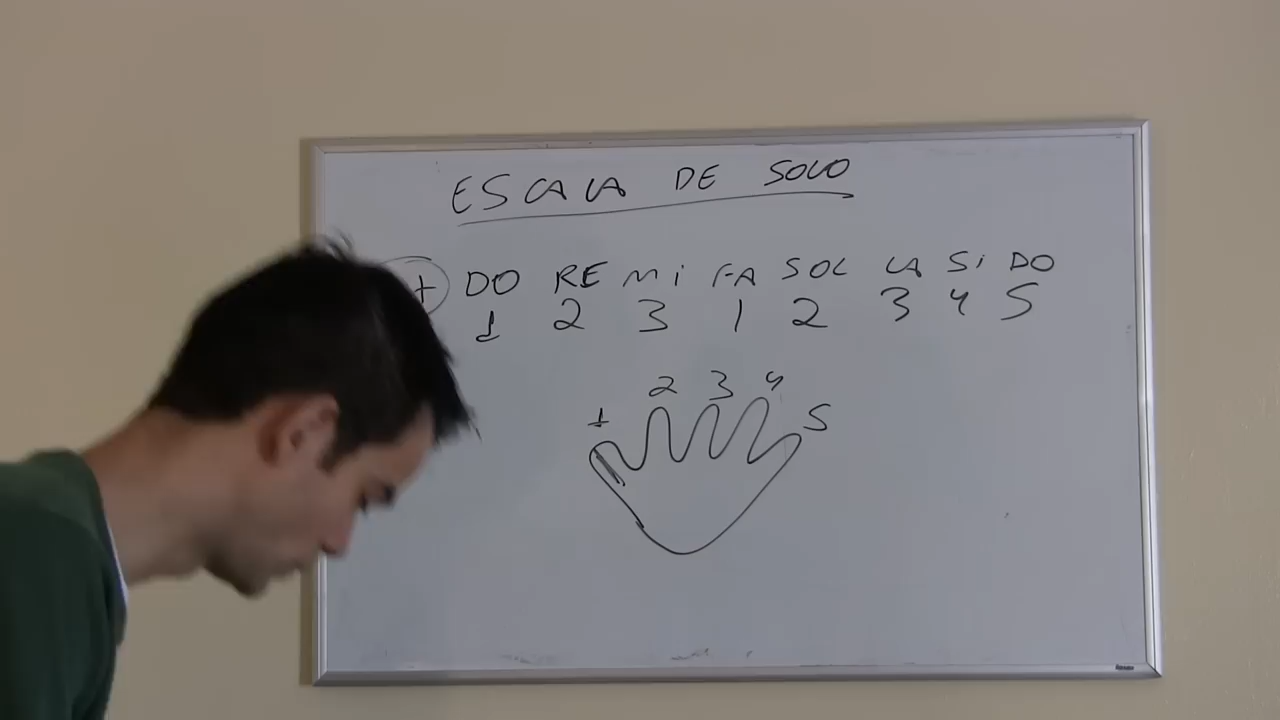 ESCALA DE SOLO
+ DO RE Mi FA SOL LA Si DO
1 2 3 1 2 3 4 5
1 2 3 4 5